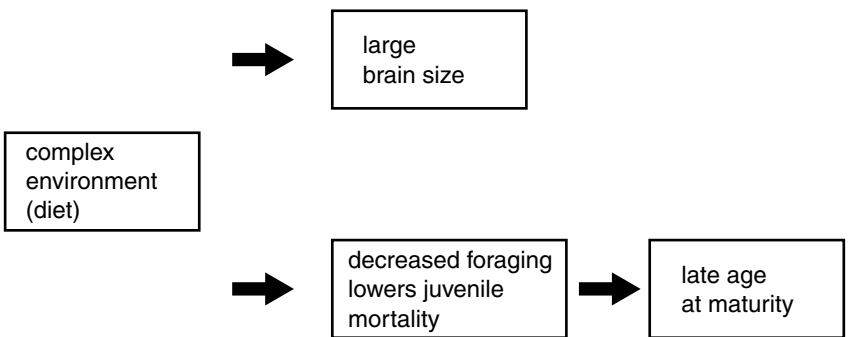 large
brain size
complex
environment
(diet)
decreased foraging
lowers juvenile
mortality
late age
at maturity